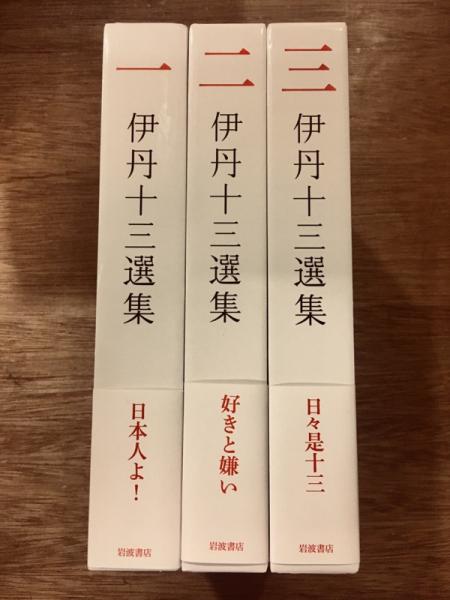 一
伊丹十三選集
日本人よ！
岩波書店
二
伊丹十三選集
好きと嫌い
岩波書店
三
伊丹十三選集
日々是十三
岩波書店